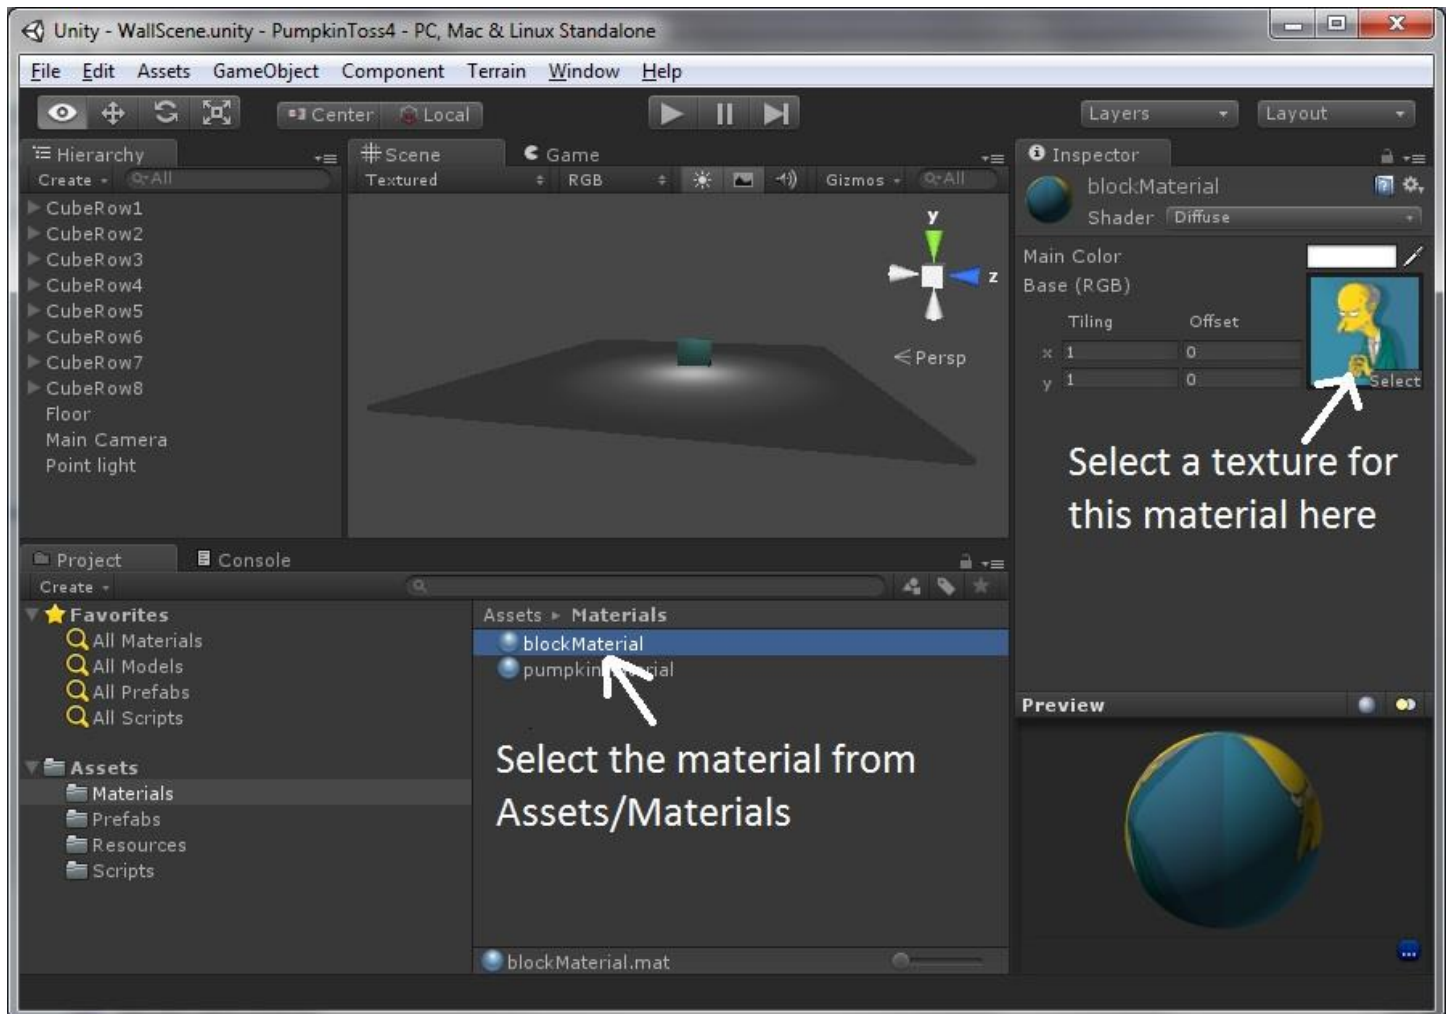 Unity - WallScene.unity - PumpkinToss4 - PC, Mac & Linux Standalone
File Edit Assets GameObject Component Terrain Window Help
Center Local Layers Layout
Hierarchy
Create All
CubeRow1
CubeRow2
CubeRow3
CubeRow4
CubeRow5
CubeRow6
CubeRow7
CubeRow8
Floor
Main Camera
Point light
Scene Game
Textured RGB Gizmos All
y
z
Persp
Inspector
blockMaterial
Shader Diffuse
Main Color
Base (RGB)
Tiling Offset
x 1 0
y 1 0
Select
Select a texture for
this material here
Project Console
Create
Favorites
All Materials
All Models
All Prefabs
All Scripts
Assets
Materials
Prefabs
Resources
Scripts
Assets Materials
blockMaterial
Select the material from
Assets/Materials
blockMaterial.mat
Preview